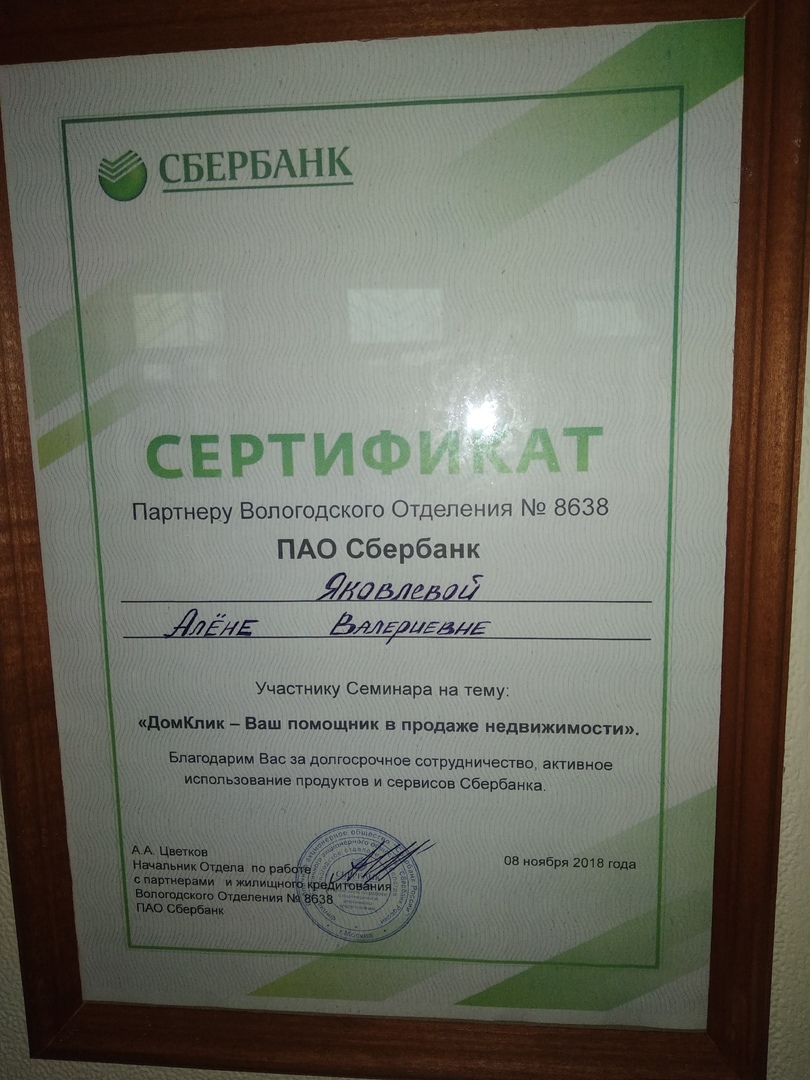 СБЕРБАНК
СЕРТИФИКАТ
Партнеру Вологодского Отделения № 8638
ПАО Сбербанк
Яковлевой
Алёне Валериевне
Участнику Семинара на тему:
«ДомКлик – Ваш помощник в продаже недвижимости».
Благодарим Вас за долгосрочное сотрудничество, активное
использование продуктов и сервисов Сбербанка.
А.А. Цветков
Начальник Отдела по работе
с партнерами и жилищного кредитования
Вологодского Отделения № 8638
ПАО Сбербанк
08 ноября 2018 года
г. Москва